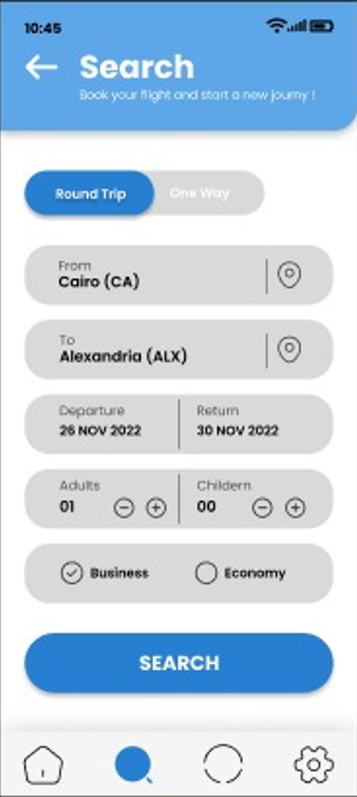 10:45
Search
Book your flight and start a new journy !
Round Trip
One Way
From
Cairo (CA)
To
Alexandria (ALX)
Departure
Return
26 NOV 2022
30 NOV 2022
Adults
Childern
01
00
Business
Economy
SEARCH